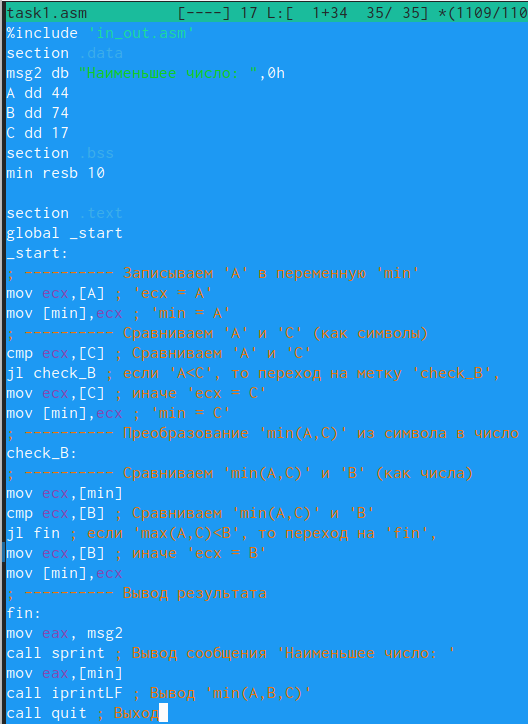 task1.asm [----] 17 L:[ 1+34 35/ 35] *(1109/110
%include 'in_out.asm'
section .data
msg2 db "Наименьшее число: ",0h
A dd 44
B dd 74
C dd 17
section .bss
min resb 10
section .text
global _start
_start:
; ---------- Записываем 'A' в переменную 'min'
mov ecx,[A] ; 'ecx = A'
mov [min],ecx ; 'min = A'
; ---------- Сравниваем 'A' и 'С' (как символы)
cmp ecx,[C] ; Сравниваем 'A' и 'С'
jl check_B ; если 'A<C', то переход на метку 'check_B',
mov ecx,[C] ; иначе 'ecx = C'
mov [min],ecx ; 'min = C'
; ---------- Преобразование 'min(A,C)' из символа в число
check_B:
; ---------- Сравниваем 'min(A,C)' и 'B' (как числа)
mov ecx,[min]
cmp ecx,[B] ; Сравниваем 'min(A,C)' и 'B'
jl fin ; если 'max(A,C)<B', то переход на 'fin',
mov ecx,[B] ; иначе 'ecx = B'
mov [min],ecx
; ---------- Вывод результата
fin:
mov eax, msg2
call sprint ; Вывод сообщения 'Наименьшее число: '
mov eax,[min]
call iprintLF ; Вывод 'min(A,B,C)'
call quit ; Выход